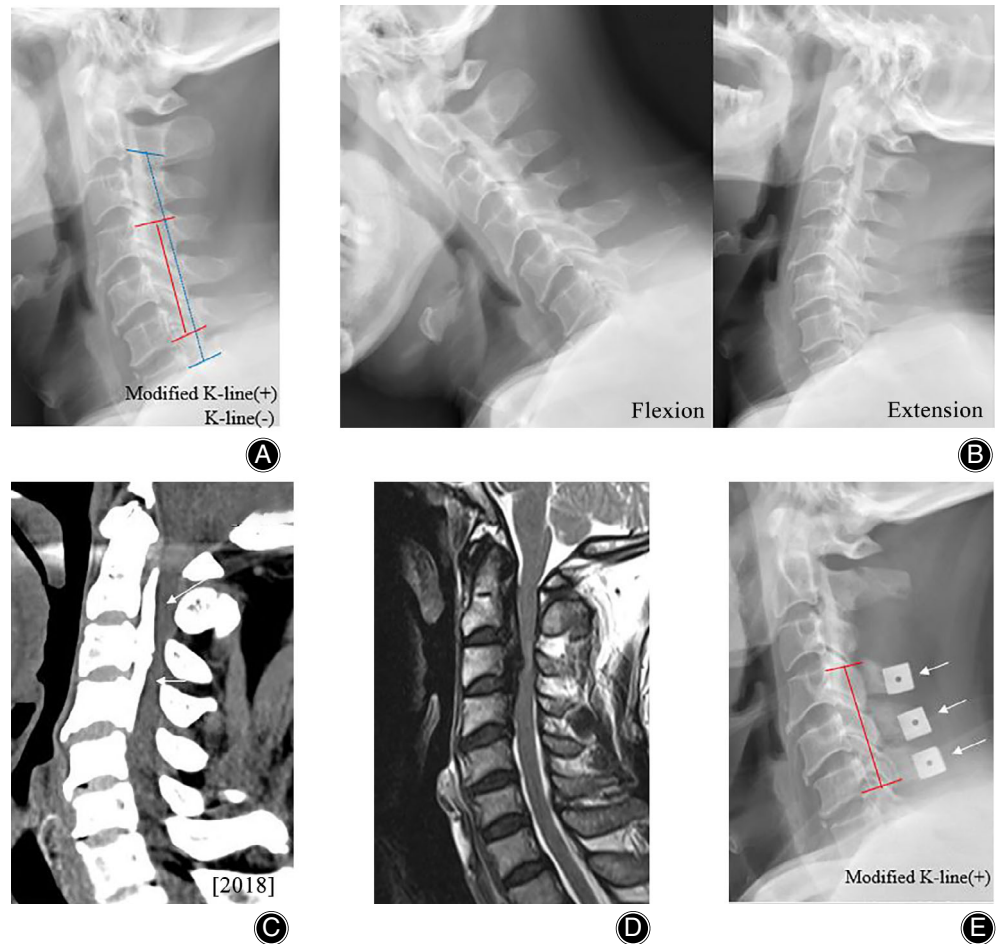 Modified K-line(+)
K-line(-)
A
Flexion
Extension
B
[2018]
C
D
Modified K-line(+)
E